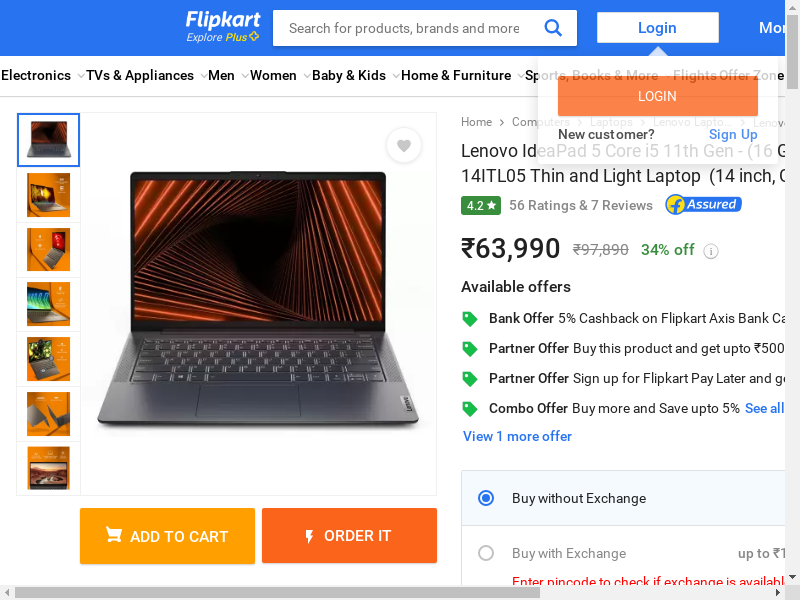 Flipkart
Explore Plus
Search for products, brands and more
Login
Mor
Electronics
TVs & Appliances
Men
Women
Baby & Kids
Home & Furniture
Sports, Books & More
Flights
Offer Zone
LOGIN
New customer?
Sign Up
Home
Computers
Laptops
Lenovo Lapto...
Lenovo
Lenovo IdeaPad 5 Core i5 11th Gen - (16 G
14ITL05 Thin and Light Laptop (14 inch, G
4.2
56 Ratings & 7 Reviews
Assured
₹63,990
₹97,890
34% off
Available offers
Bank Offer 5% Cashback on Flipkart Axis Bank Ca
Partner Offer Buy this product and get upto ₹500
Partner Offer Sign up for Flipkart Pay Later and ge
Combo Offer Buy more and Save upto 5% See all
View 1 more offer
ADD TO CART
ORDER IT
Buy without Exchange
Buy with Exchange
up to ₹1
Enter pincode to check if exchange is availabl